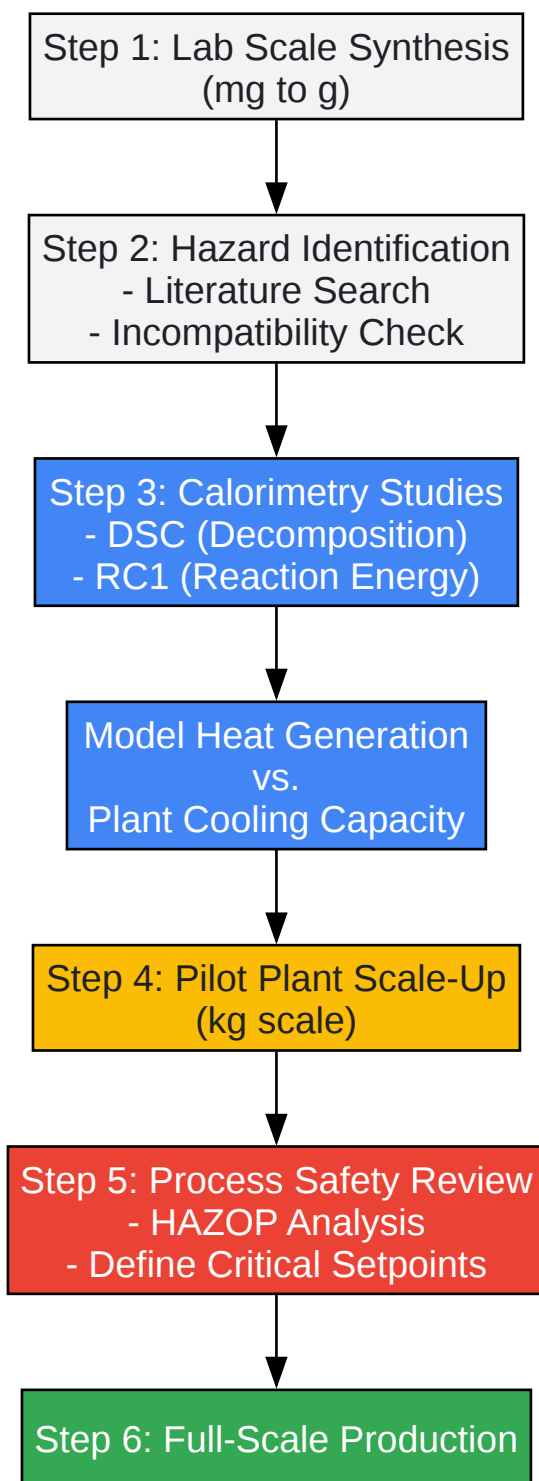 Step 1: Lab Scale Synthesis
(mg to g)
Step 2: Hazard Identification
- Literature Search
- Incompatibility Check
Step 3: Calorimetry Studies
- DSC (Decomposition)
- RC1 (Reaction Energy)
Model Heat Generation
vs.
Plant Cooling Capacity
Step 4: Pilot Plant Scale-Up
(kg scale)
Step 5: Process Safety Review
- HAZOP Analysis
- Define Critical Setpoints
Step 6: Full-Scale Production